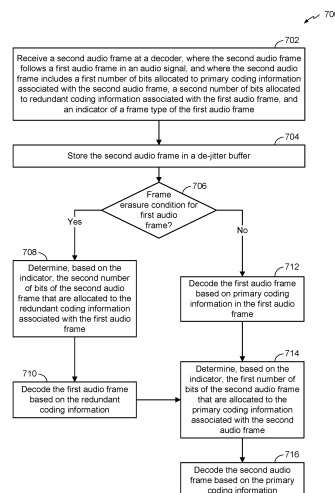 700
702
Receive a second audio frame at a decoder, where the second audio frame
follows a first audio frame in an audio signal, and where the second audio
frame includes a first number of bits allocated to primary coding information
associated with the second audio frame, a second number of bits allocated
to redundant coding information associated with the first audio frame, and
an indicator of a frame type of the first audio frame
704
Store the second audio frame in a de-jitter buffer
706
Frame
erasure condition for
first audio
frame?
Yes
No
708
Determine, based on the
indicator, the second number
of bits of the second audio
frame that are allocated to the
redundant coding information
associated with the first audio
frame
712
Decode the first audio frame
based on primary coding
information in the first
audio frame
710
Decode the first audio frame
based on the redundant
coding information
714
Determine, based on the
indicator, the first number of
bits of the second audio frame
that are allocated to the
primary coding information
associated with the second
audio frame
716
Decode the second audio
frame based on the primary
coding information